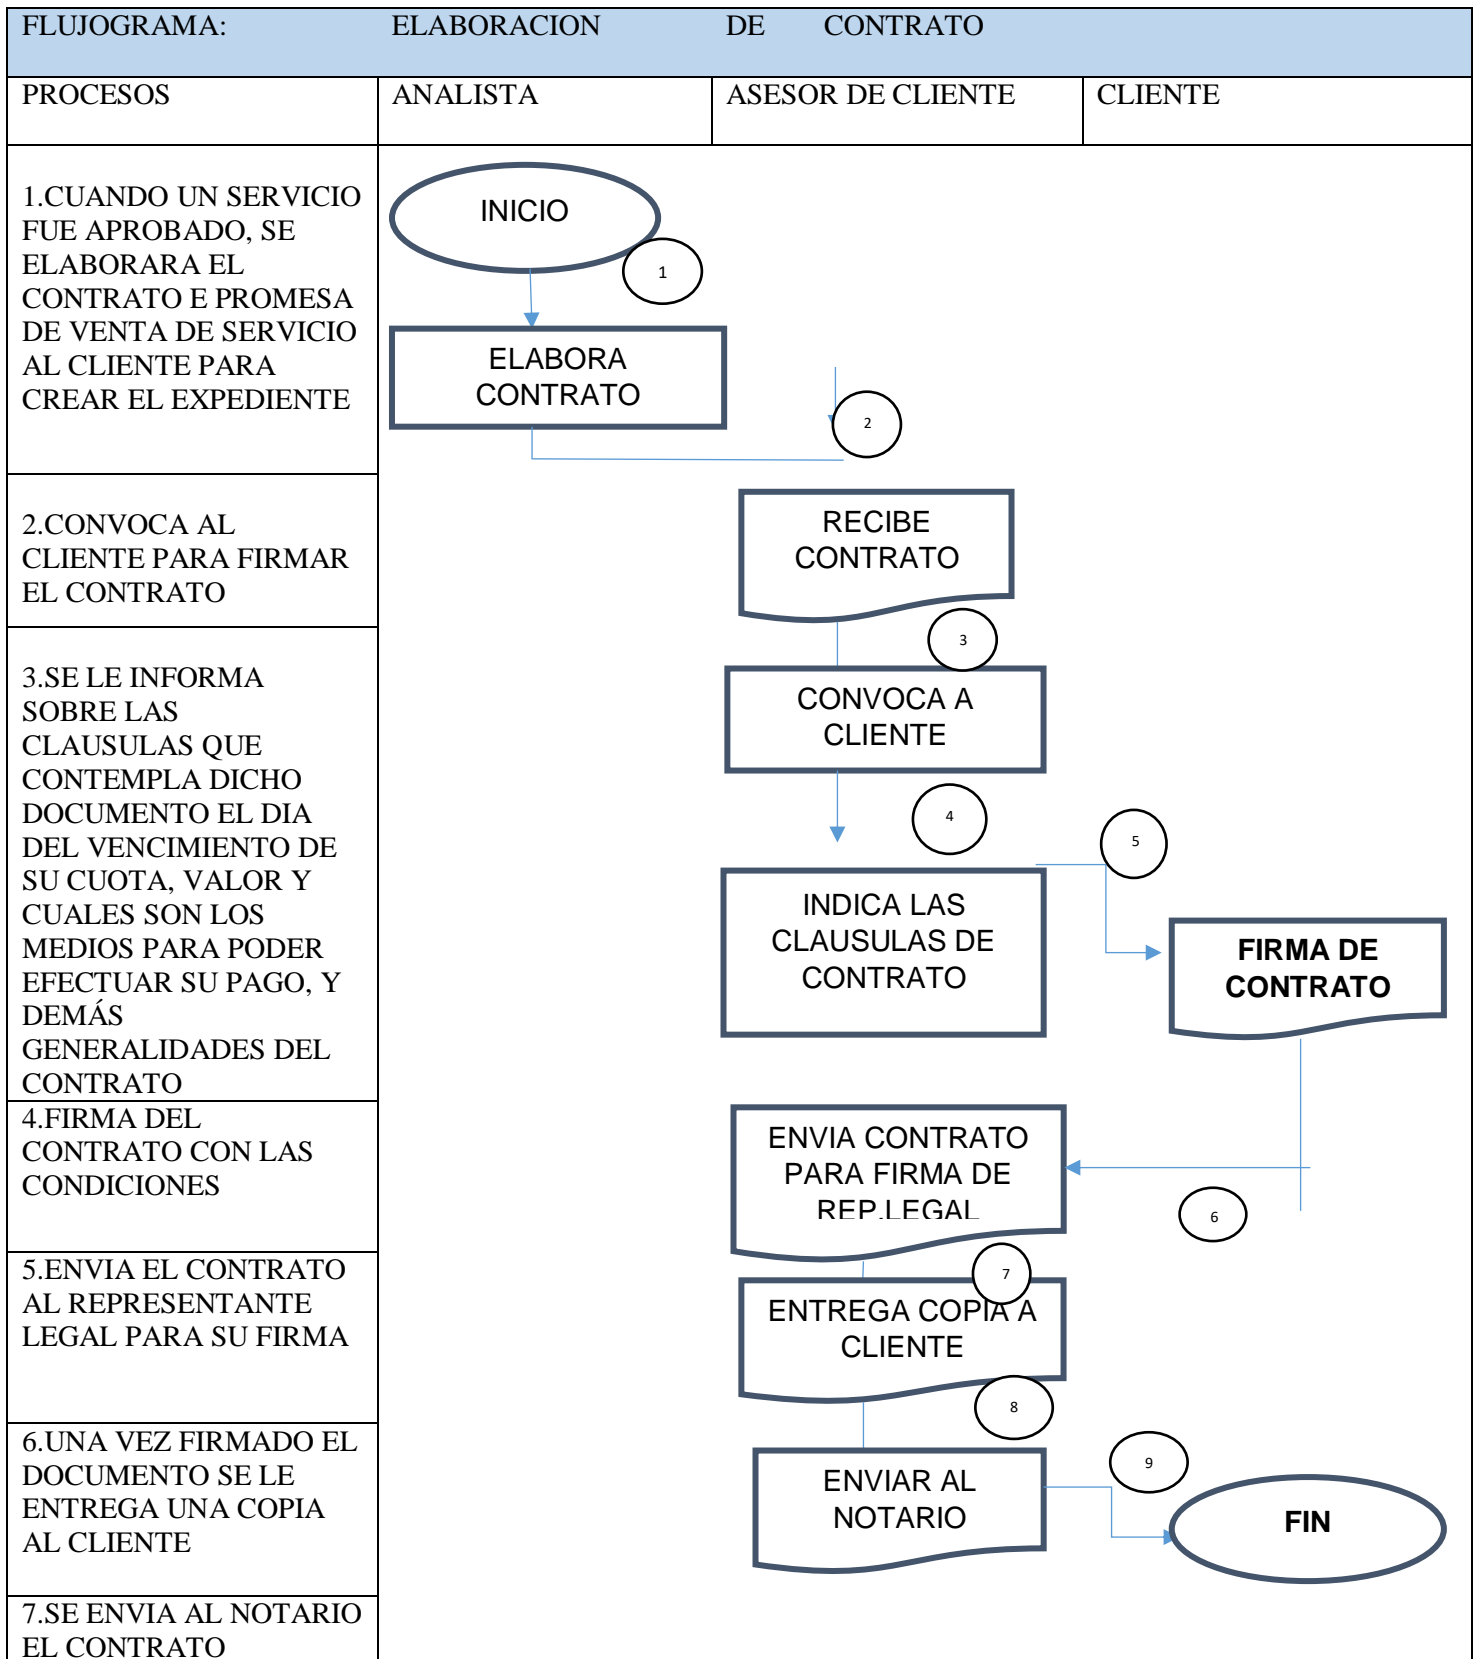 FLUJOGRAMA: ELABORACION DE CONTRATO
PROCESOS ANALISTA ASESOR DE CLIENTE CLIENTE
1.CUANDO UN SERVICIO
FUE APROBADO, SE
ELABORARA EL
CONTRATO E PROMESA
DE VENTA DE SERVICIO
AL CLIENTE PARA
CREAR EL EXPEDIENTE
INICIO
1
ELABORA
CONTRATO
2
2.CONVOCA AL
CLIENTE PARA FIRMAR
EL CONTRATO
RECIBE
CONTRATO
3
3.SE LE INFORMA
SOBRE LAS
CLAUSULAS QUE
CONTEMPLA DICHO
DOCUMENTO EL DIA
DEL VENCIMIENTO DE
SU CUOTA, VALOR Y
CUALES SON LOS
MEDIOS PARA PODER
EFECTUAR SU PAGO, Y
DEMÁS
GENERALIDADES DEL
CONTRATO
CONVOCA A
CLIENTE
4
5
INDICA LAS
CLAUSULAS DE
CONTRATO
FIRMA DE
CONTRATO
4.FIRMA DEL
CONTRATO CON LAS
CONDICIONES
ENVIA CONTRATO
PARA FIRMA DE
REP.LEGAL
6
5.ENVIA EL CONTRATO
AL REPRESENTANTE
LEGAL PARA SU FIRMA
7
ENTREGA COPIA A
CLIENTE
8
6.UNA VEZ FIRMADO EL
DOCUMENTO SE LE
ENTREGA UNA COPIA
AL CLIENTE
ENVIAR AL
NOTARIO
9
FIN
7.SE ENVIA AL NOTARIO
EL CONTRATO